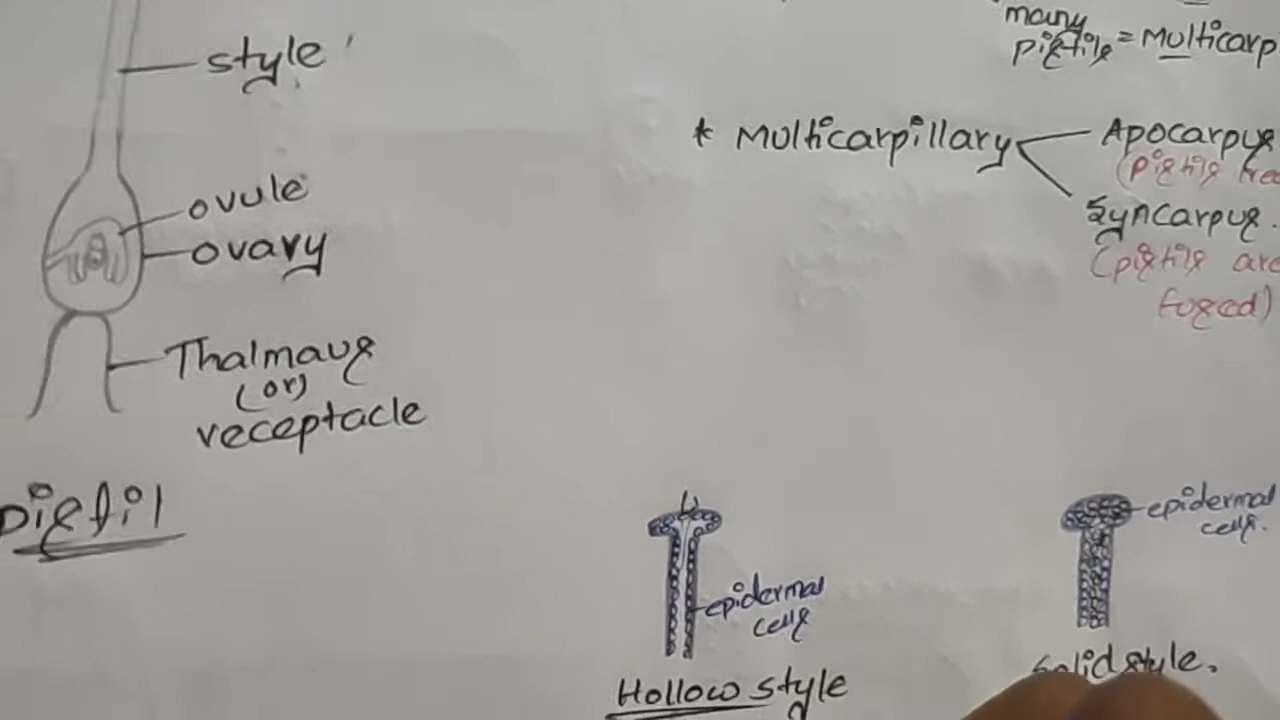 style
ovule
ovary
Thalmaus
(or)
receptacle
Pistil
many
pistils = Multicarp
* Multicarpillary
Apocarpus
(pistils free
Syncarpus.
(pistils are
fused)
epidermal
cells
Hollow style
epidermal
cells.
Solid style.